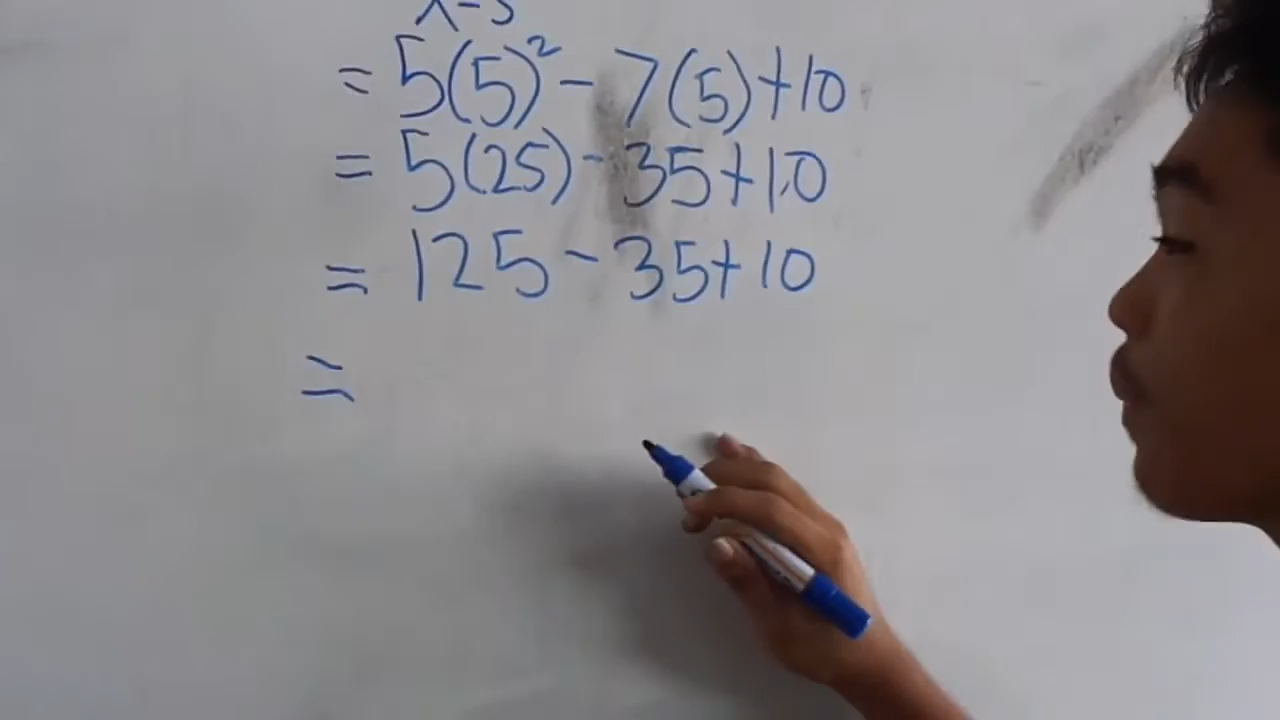 = 5(5)² - 7(5)+10
= 5(25) - 35+10
= 125 - 35+10
=